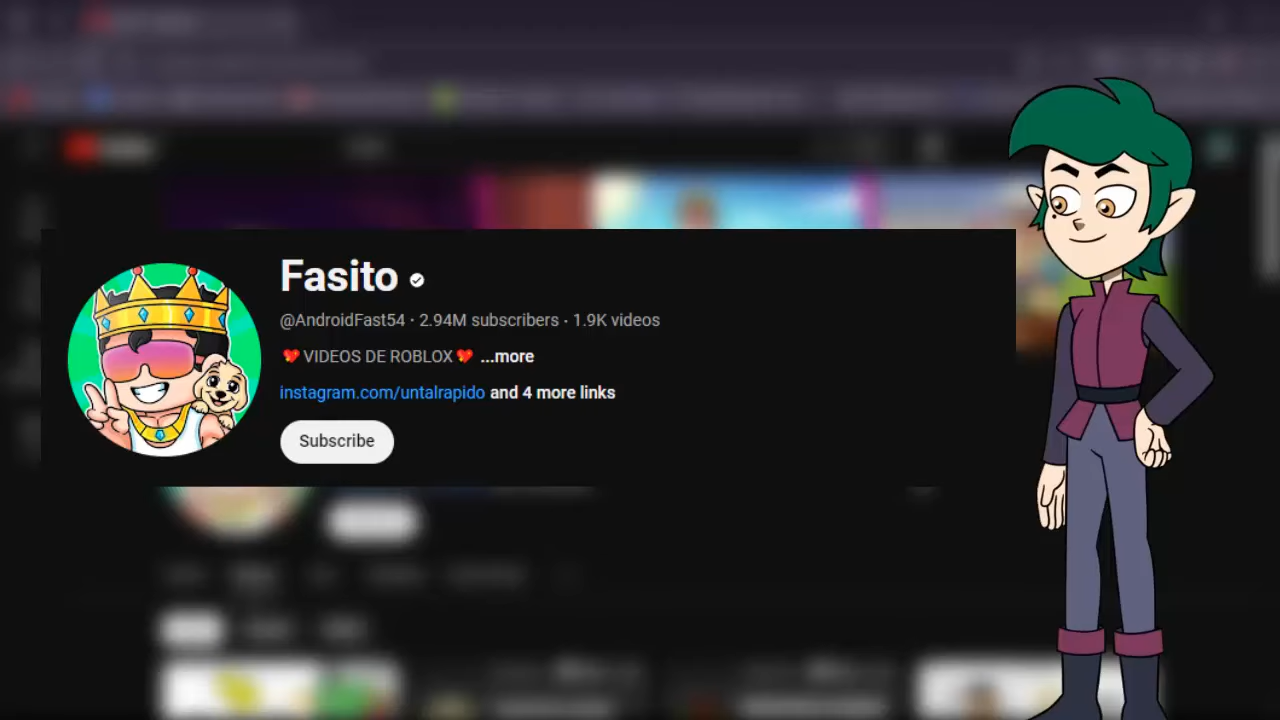 Fasito
@AndroidFast54 · 2.94M subscribers · 1.9K videos
💖 VIDEOS DE ROBLOX 💖 ...more
instagram.com/untalrapido and 4 more links
Subscribe